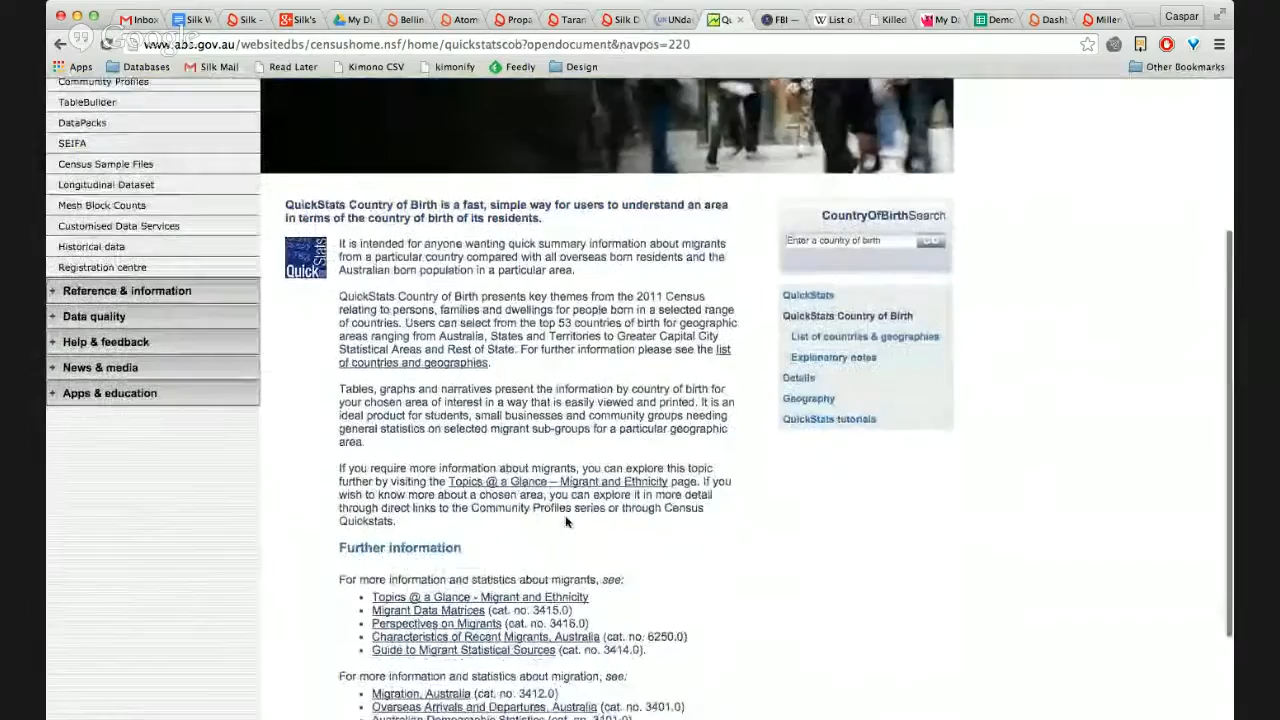 Inbox
Silk W
Silk -
Silk's
My Di
Bellin
Atom
Propa
Taran
Silk D
UNda
Qu
FBI —
List o
Killed
My D
Demo
Dash
Miller
Caspar
Google
www.abs.gov.au/websitedbs/censushome.nsf/home/quickstatscob?opendocument&navpos=220
Apps
Databases
Silk Mail
Read Later
Kimono CSV
kimonify
Feedly
Design
Other Bookmarks
Community Profiles
TableBuilder
DataPacks
SEIFA
Census Sample Files
Longitudinal Dataset
Mesh Block Counts
Customised Data Services
Historical data
Registration centre
+ Reference & information
+ Data quality
+ Help & feedback
+ News & media
+ Apps & education
QuickStats Country of Birth is a fast, simple way for users to understand an area
in terms of the country of birth of its residents.
QuickStats
It is intended for anyone wanting quick summary information about migrants
from a particular country compared with all overseas born residents and the
Australian born population in a particular area.
QuickStats Country of Birth presents key themes from the 2011 Census
relating to persons, families and dwellings for people born in a selected range
of countries. Users can select from the top 53 countries of birth for geographic
areas ranging from Australia, States and Territories to Greater Capital City
Statistical Areas and Rest of State. For further information please see the list
of countries and geographies.
Tables, graphs and narratives present the information by country of birth for
your chosen area of interest in a way that is easily viewed and printed. It is an
ideal product for students, small businesses and community groups needing
general statistics on selected migrant sub-groups for a particular geographic
area.
If you require more information about migrants, you can explore this topic
further by visiting the Topics @ a Glance – Migrant and Ethnicity page. If you
wish to know more about a chosen area, you can explore it in more detail
through direct links to the Community Profiles series or through Census
Quickstats.
Further information
For more information and statistics about migrants, see:
• Topics @ a Glance - Migrant and Ethnicity
• Migrant Data Matrices (cat. no. 3415.0)
• Perspectives on Migrants (cat. no. 3416.0)
• Characteristics of Recent Migrants, Australia (cat. no. 6250.0)
• Guide to Migrant Statistical Sources (cat. no. 3414.0).
For more information and statistics about migration, see:
• Migration, Australia (cat. no. 3412.0)
• Overseas Arrivals and Departures, Australia (cat. no. 3401.0)
• Australian Demographic Statistics (cat. no. 3101.0)
CountryOfBirthSearch
Enter a country of birth
GO
QuickStats
QuickStats Country of Birth
List of countries & geographies
Explanatory notes
Details
Geography
QuickStats tutorials